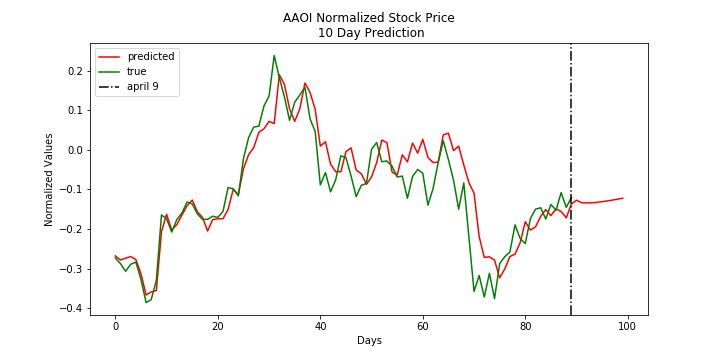 AAOI Normalized Stock Price
10 Day Prediction
predicted
true
april 9
Normalized Values
0.2
0.1
0.0
−0.1
−0.2
−0.3
−0.4
0 20 40 60 80 100
Days